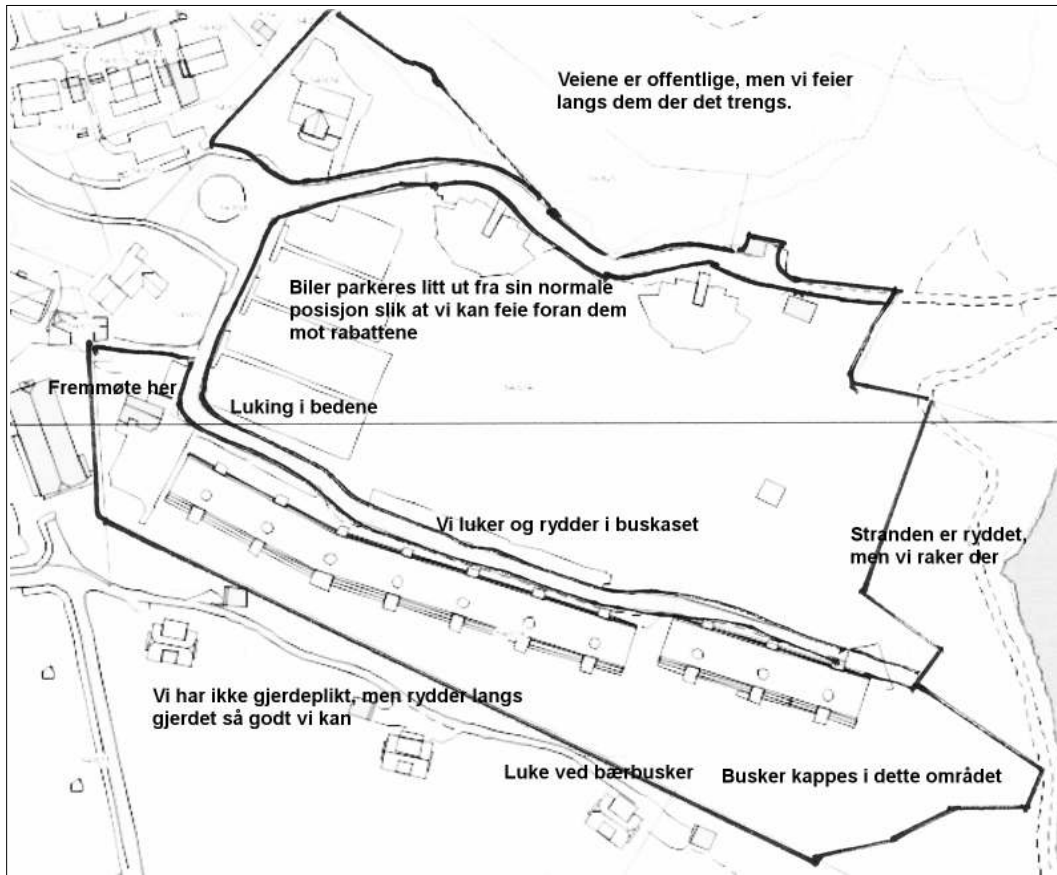 Veiene er offentlige, men vi feier
langs dem der det trengs.
Biler parkeres litt ut fra sin normale
posisjon slik at vi kan feie foran dem
mot rabattene
Fremmøte her
Luking i bedene
Vi luker og rydder i buskaset
Stranden er ryddet,
men vi raker der
Vi har ikke gjerdeplikt, men rydder langs
gjerdet så godt vi kan
Luke ved bærbusker
Busker kappes i dette området